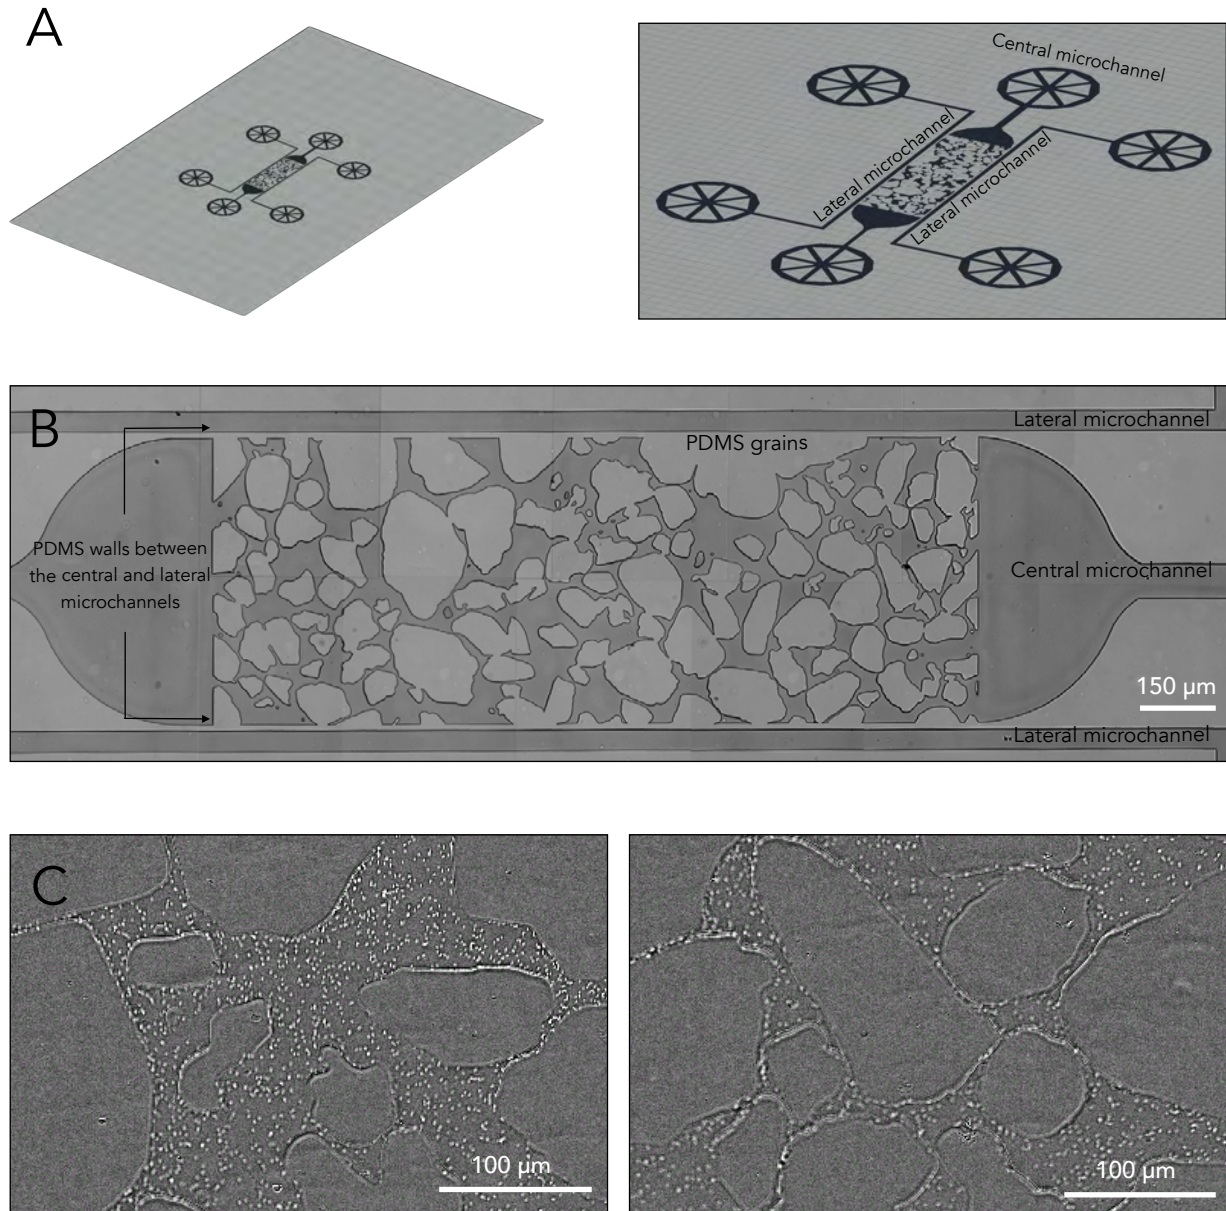 A
Central microchannel
Lateral microchannel
Lateral microchannel
B
Lateral microchannel
PDMS grains
PDMS walls between
the central and lateral
microchannels
Central microchannel
150 µm
Lateral microchannel
C
100 µm
100 µm